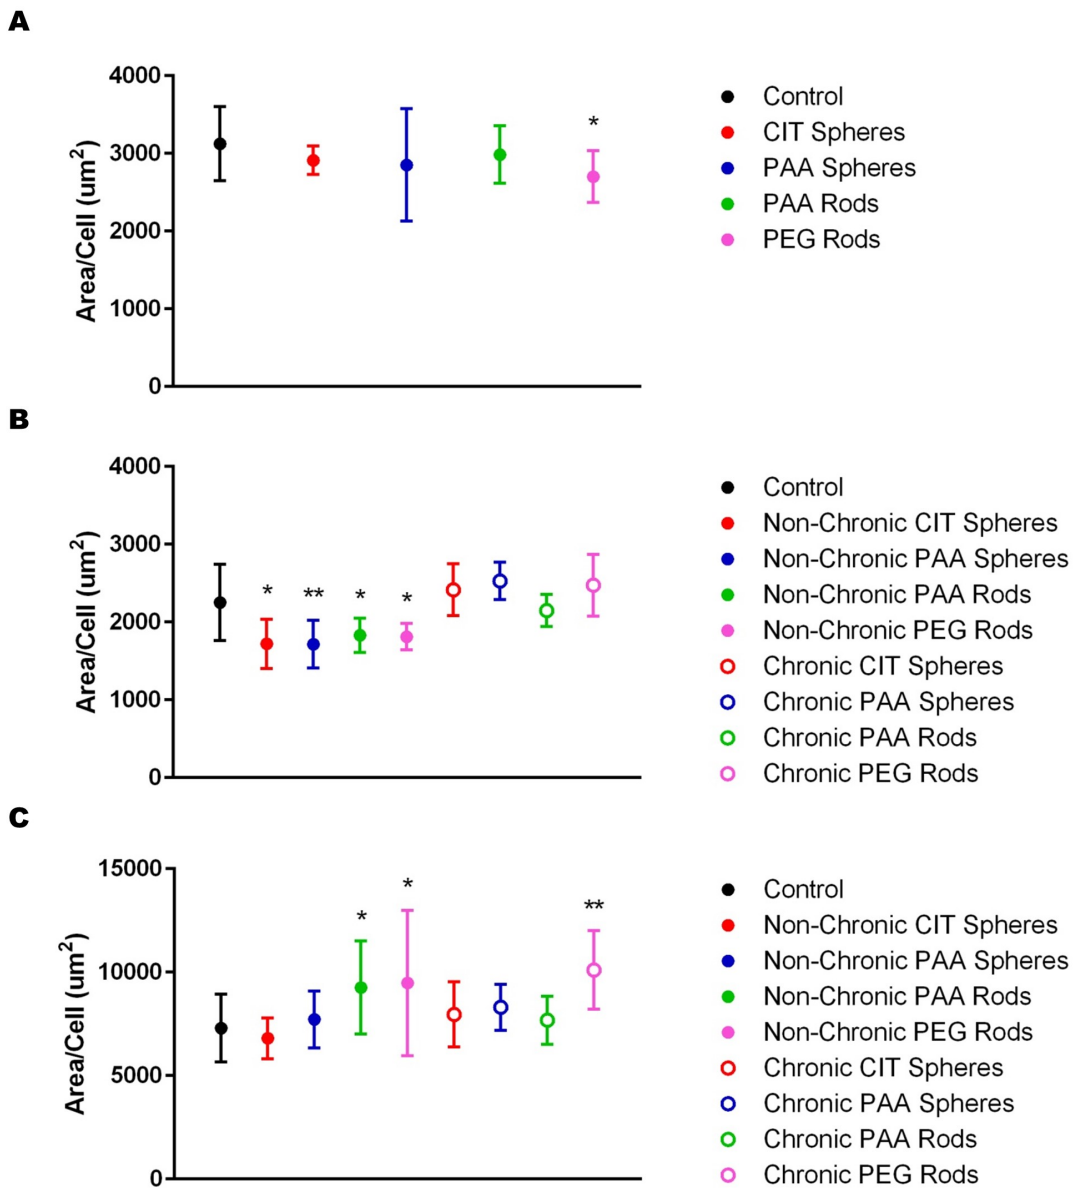 A
4000
3000
2000
1000
0
Area/Cell (um²)
*
Control
CIT Spheres
PAA Spheres
PAA Rods
PEG Rods
B
4000
3000
2000
1000
0
Area/Cell (um²)
* ** * *
Control
Non-Chronic CIT Spheres
Non-Chronic PAA Spheres
Non-Chronic PAA Rods
Non-Chronic PEG Rods
Chronic CIT Spheres
Chronic PAA Spheres
Chronic PAA Rods
Chronic PEG Rods
C
15000
10000
5000
0
Area/Cell (um²)
* * **
Control
Non-Chronic CIT Spheres
Non-Chronic PAA Spheres
Non-Chronic PAA Rods
Non-Chronic PEG Rods
Chronic CIT Spheres
Chronic PAA Spheres
Chronic PAA Rods
Chronic PEG Rods